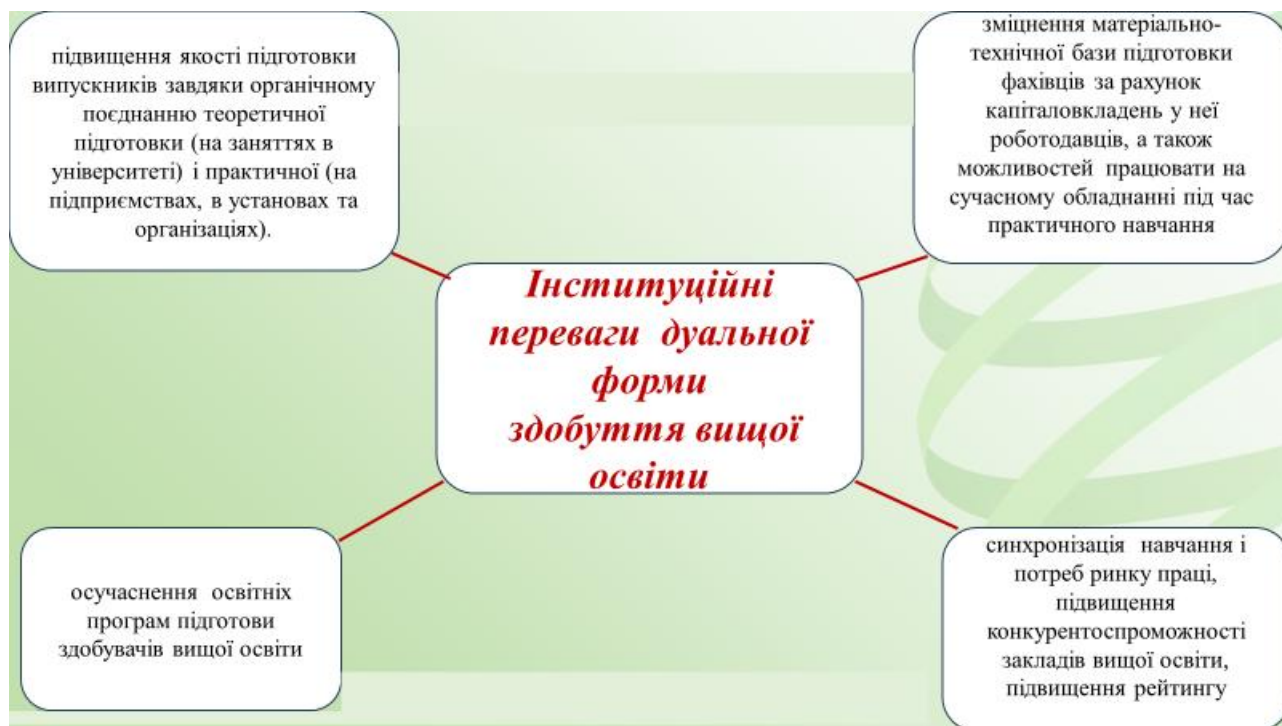 підвищення якості підготовки
випускників завдяки органічному
поєднанню теоретичної
підготовки (на заняттях в
університеті) і практичної (на
підприємствах, в установах та
організаціях).
зміцнення матеріально-
технічної бази підготовки
фахівців за рахунок
капіталовкладень у неї
роботодавців, а також
можливостей працювати на
сучасному обладнанні під час
практичного навчання
Інституційні
переваги дуальної
форми
здобуття вищої
освіти
осучаснення освітніх
програм підготови
здобувачів вищої освіти
синхронізація навчання і
потреб ринку праці,
підвищення
конкурентоспроможності
закладів вищої освіти,
підвищення рейтингу